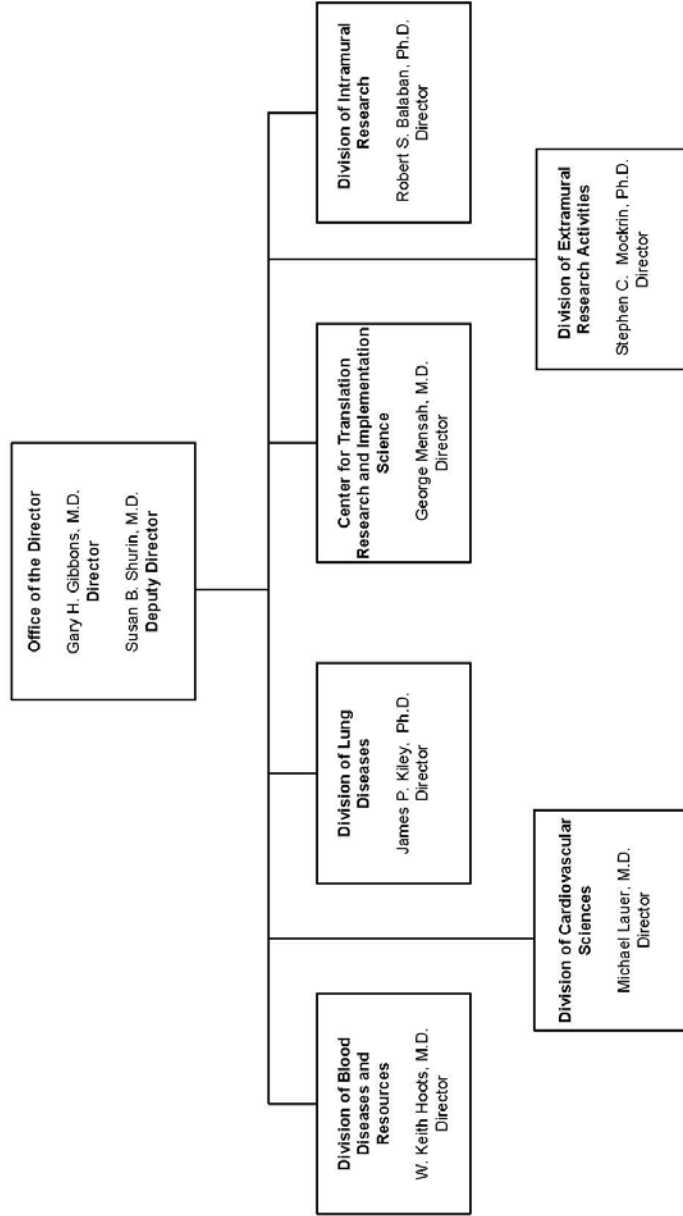 Office of the Director
Gary H. Gibbons, M.D.
Director
Susan B. Shurin, M.D.
Deputy Director
Division of Blood
Diseases and
Resources
W. Keith Hoots, M.D.
Director
Division of Lung
Diseases
James P. Kiley, Ph.D.
Director
Center for Translation
Research and Implementation
Science
George Mensah, M.D.
Director
Division of Intramural
Research
Robert S. Balaban, Ph.D.
Director
Division of Cardiovascular
Sciences
Michael Lauer, M.D.
Director
Division of Extramural
Research Activities
Stephen C. Mockrin, Ph.D.
Director